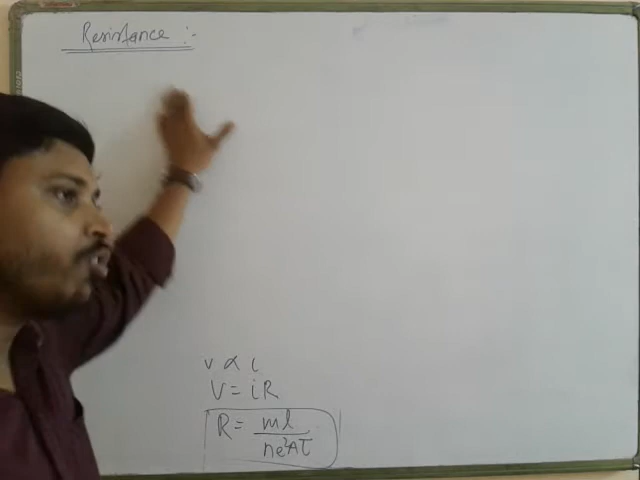 Resistance :-
v ∝ i
V = iR
R = ml / ne²Aτ